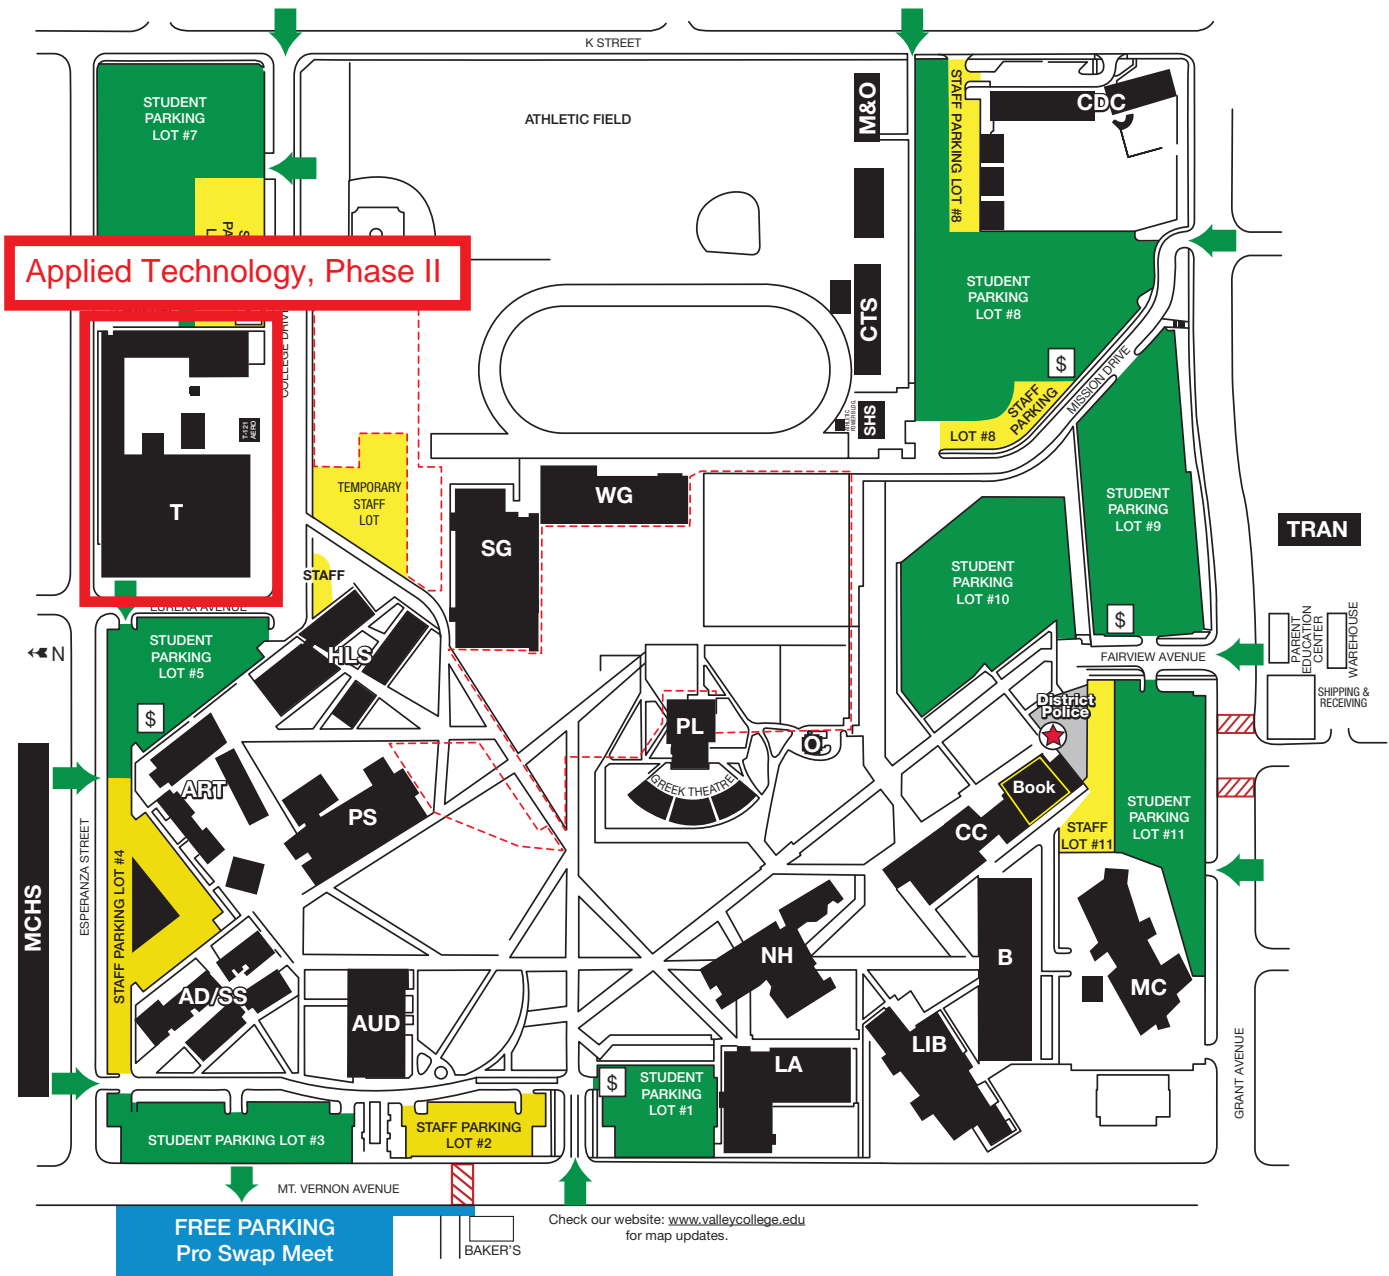 K STREET
STUDENT
PARKING
LOT #7
ATHLETIC FIELD
M&O
STAFF PARKING LOT #8
CDC
Applied Technology, Phase II
COLLEGE DRIVE
CTS
STUDENT
PARKING
LOT #8
$
MISSION DRIVE
STAFF
PARKING
LOT #8
SHS
T-121
AERO
T
TEMPORARY
STAFF
LOT
WG
SG
STUDENT
PARKING
LOT #9
TRAN
STAFF
STUDENT
PARKING
LOT #10
$
EUREKA AVENUE
N
STUDENT
PARKING
LOT #5
$
HLS
FAIRVIEW AVENUE
PARENT
EDUCATION
CENTER
WAREHOUSE
SHIPPING &
RECEIVING
District
Police
PL
OC
GREEK THEATRE
ART
PS
Book
CC
STAFF
LOT #11
STUDENT
PARKING
LOT #11
MCHS
ESPERANZA STREET
STAFF PARKING LOT #4
NH
B
MC
AD/SS
AUD
LIB
LA
$
STUDENT
PARKING
LOT #1
GRANT AVENUE
STUDENT PARKING LOT #3
STAFF PARKING
LOT #2
MT. VERNON AVENUE
FREE PARKING
Pro Swap Meet
BAKER'S
Check our website: www.valleycollege.edu
for map updates.